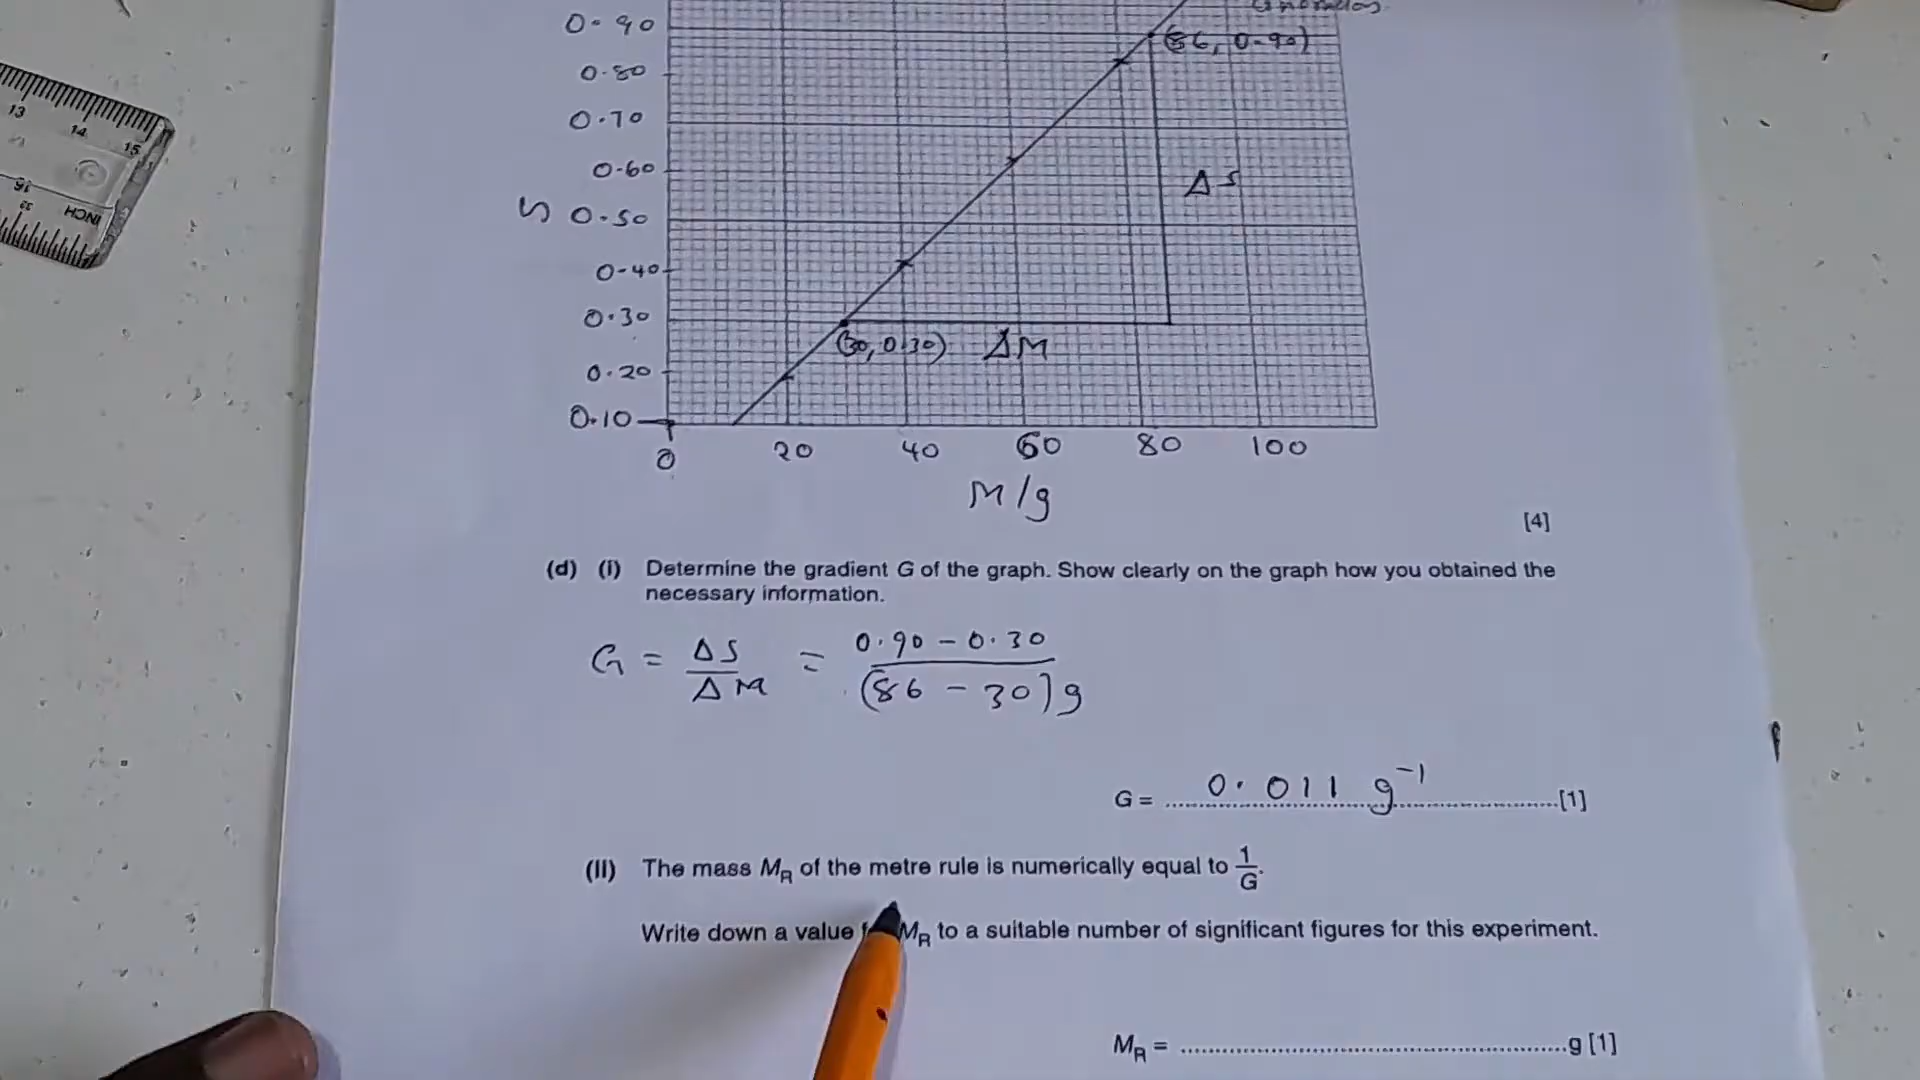 0.90
(86, 0.90)
0.80
0.70
0.60
ΔS
S
0.50
0.40
0.30
(30, 0.30)
ΔM
0.20
0.10
0 20 40 60 80 100
M/g
[4]
(d) (i) Determine the gradient G of the graph. Show clearly on the graph how you obtained the
necessary information.
G = ΔS/ΔM = 0.90 - 0.30/(86 - 30)g
G = 0.011 g⁻¹ [1]
(ii) The mass M_R of the metre rule is numerically equal to 1/G.
Write down a value M_R to a suitable number of significant figures for this experiment.
M_R = ........................................................ g [1]
13
14
15
INCH